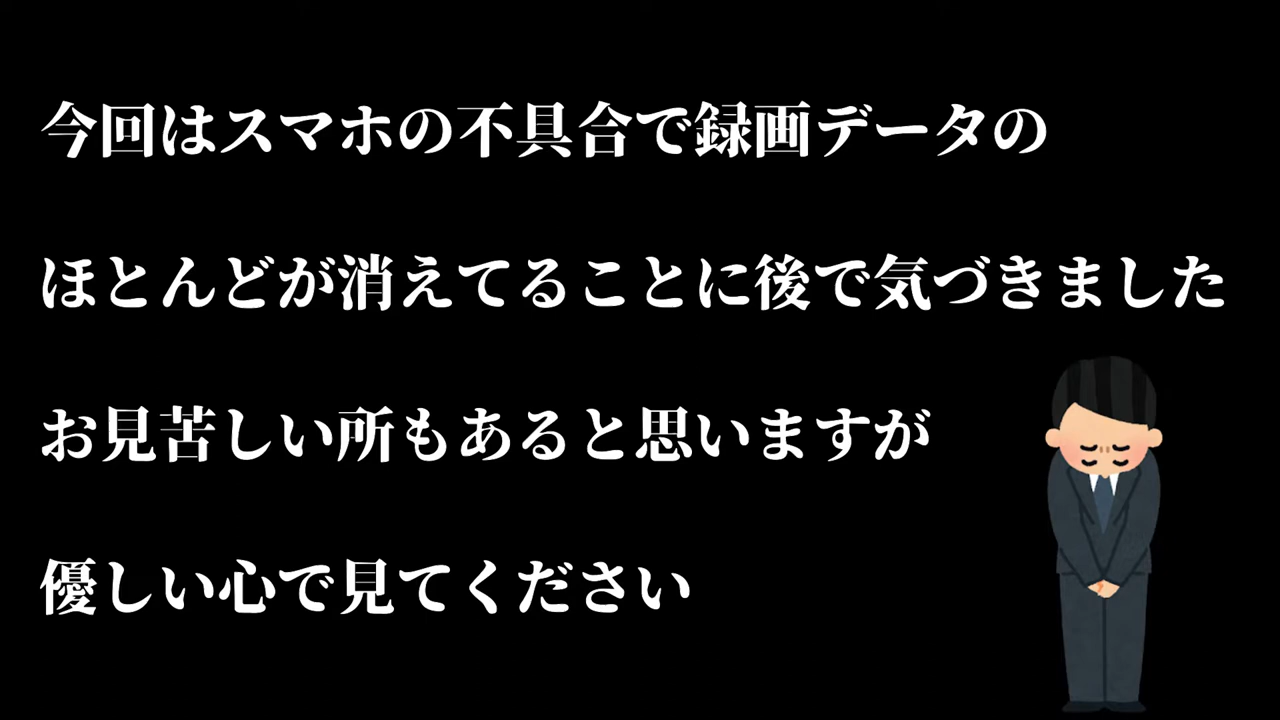 今回はスマホの不具合で録画データの
ほとんどが消えてることに後で気づきました
お見苦しい所もあると思いますが
優しい心で見てください